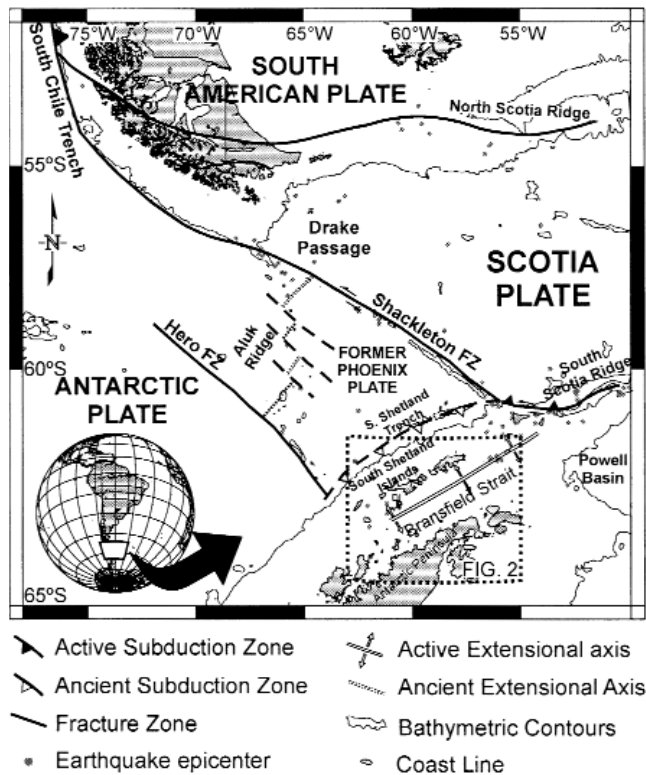 75°W 70°W 65°W 60°W 55°W
SOUTH
AMERICAN PLATE
South Chile Trench
North Scotia Ridge
55°S
N
Drake
Passage
SCOTIA
PLATE
Shackleton FZ
Hero FZ
Aluk
Ridge
FORMER
PHOENIX
PLATE
60°S
South
Scotia Ridge
ANTARCTIC
PLATE
S. Shetland
Trench
South Shetland
Islands
Powell
Basin
Bransfield Strait
Antarctic Peninsula
FIG. 2
65°S
Active Subduction Zone
Ancient Subduction Zone
Fracture Zone
Earthquake epicenter
Active Extensional axis
Ancient Extensional Axis
Bathymetric Contours
Coast Line